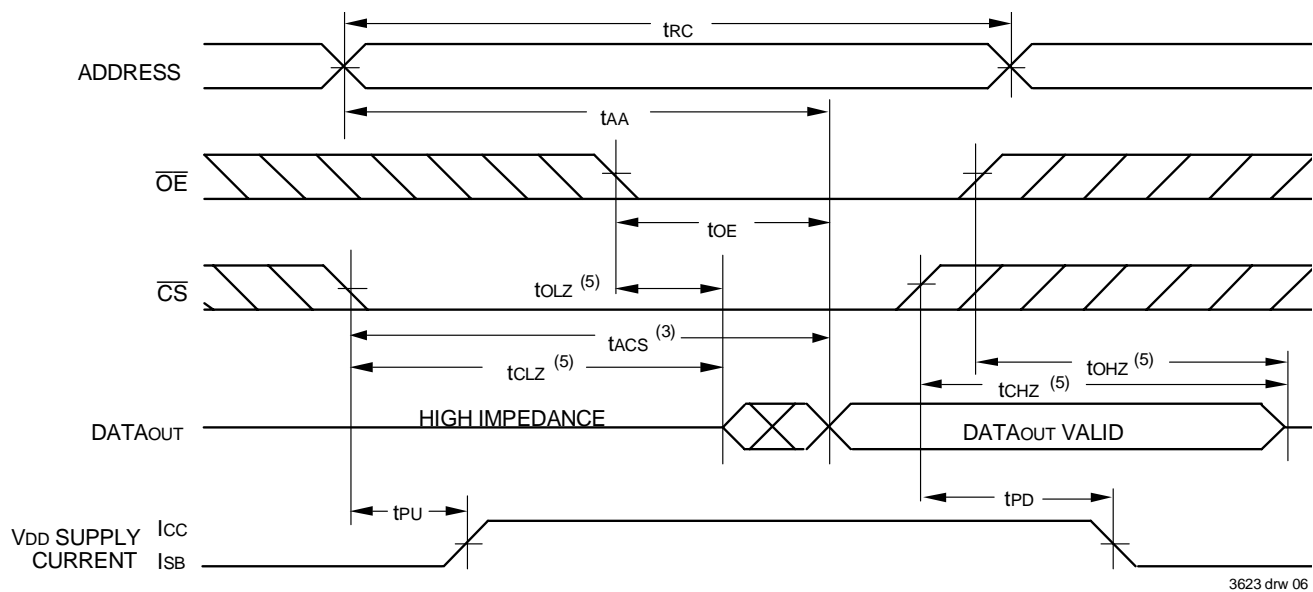 tRC
ADDRESS
tAA
OE
tOE
CS
tOLZ (5)
tACS (3)
tCLZ (5)
tOHZ (5)
tCHZ (5)
HIGH IMPEDANCE
DATAOUT
DATAOUT VALID
tPU
tPD
VDD SUPPLY ICC
CURRENT ISB
3623 drw 06